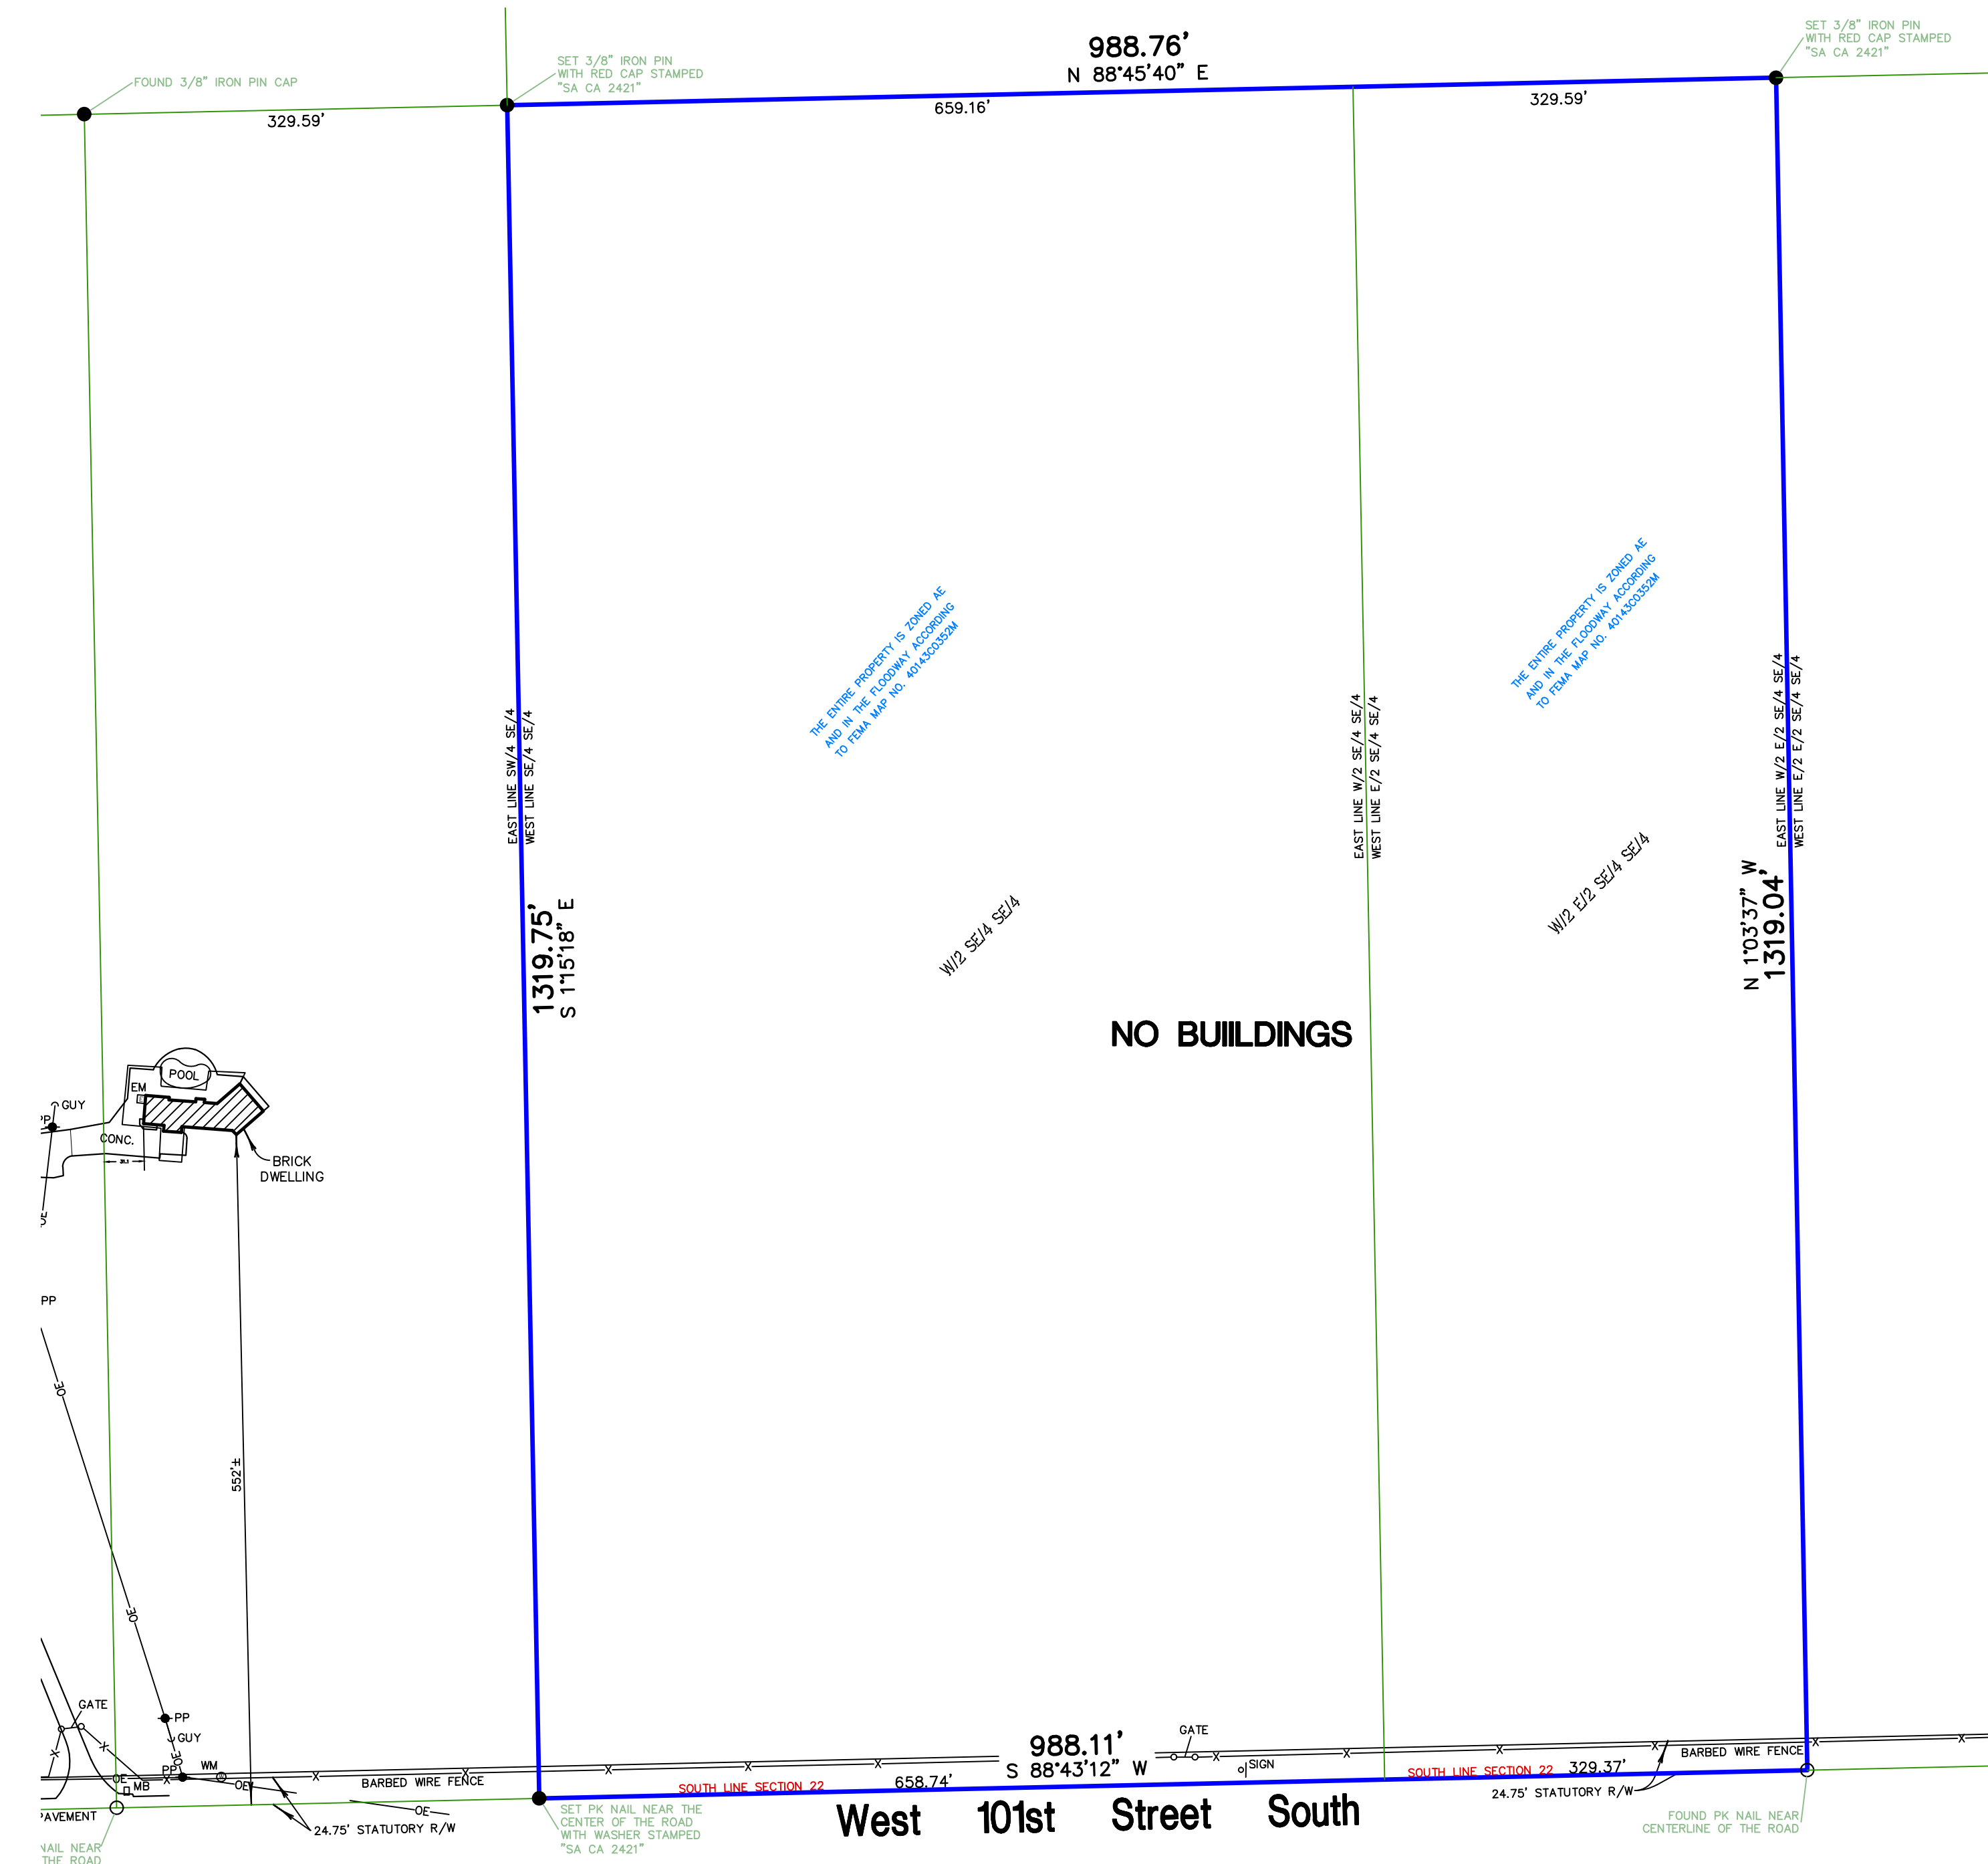 SET 3/8" IRON PIN
WITH RED CAP STAMPED
"SA CA 2421"
988.76'
N 88°45'40" E
SET 3/8" IRON PIN
WITH RED CAP STAMPED
"SA CA 2421"
FOUND 3/8" IRON PIN CAP
329.59'
659.16'
329.59'
THE ENTIRE PROPERTY IS ZONED AE
AND IN THE FLOODWAY ACCORDING
TO FEMA MAP NO. 40143C0352M
THE ENTIRE PROPERTY IS ZONED AE
AND IN THE FLOODWAY ACCORDING
TO FEMA MAP NO. 40143C0352M
EAST LINE SW/4 SE/4
WEST LINE SE/4 SE/4
EAST LINE W/2 SE/4 SE/4
WEST LINE E/2 SE/4 SE/4
EAST LINE W/2 E/2 SE/4 SE/4
WEST LINE E/2 E/2 SE/4 SE/4
1319.75'
S 1°15'18" E
W/2 SE/4 SE/4
W/2 E/2 SE/4 SE/4
N 1°03'37" W
1319.04'
NO BUIILDINGS
POOL
EM
GUY
PP
CONC.
BRICK
DWELLING
OE
PP
OE
552'±
OE
GATE
PP
GUY
OE
X
X
PP
WM
W
OE
MB
X
OE
X
BARBED WIRE FENCE
X
X
X
X
988.11'
S 88°43'12" W
GATE
X
SIGN
X
X
X
BARBED WIRE FENCE
X
X
SOUTH LINE SECTION 22
658.74'
SOUTH LINE SECTION 22
329.37'
24.75' STATUTORY R/W
OE
PAVEMENT
24.75' STATUTORY R/W
SET PK NAIL NEAR THE
CENTER OF THE ROAD
WITH WASHER STAMPED
"SA CA 2421"
West 101st Street South
FOUND PK NAIL NEAR
CENTERLINE OF THE ROAD
NAIL NEAR
THE ROAD